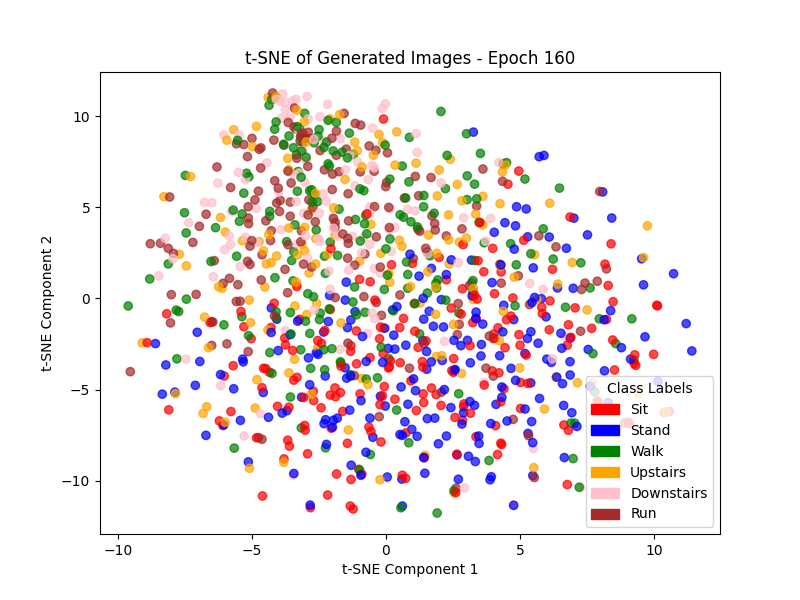 t-SNE of Generated Images - Epoch 160
10
5
0
−5
−10
t-SNE Component 2
−10
−5
0
5
10
t-SNE Component 1
Class Labels
Sit
Stand
Walk
Upstairs
Downstairs
Run